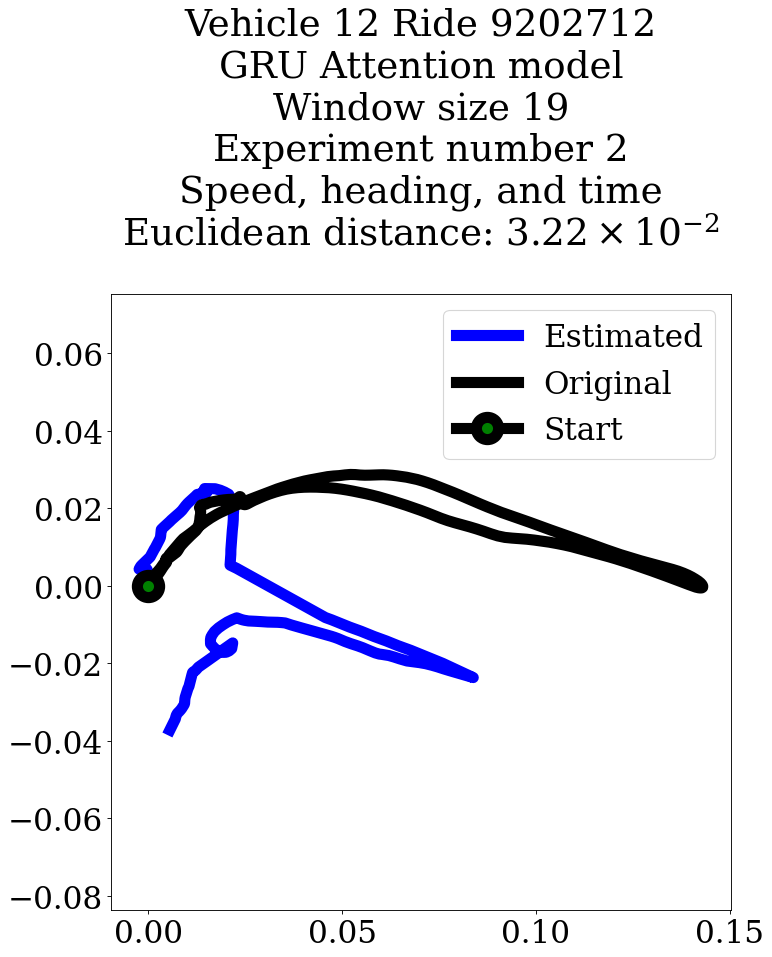 Vehicle 12 Ride 9202712
GRU Attention model
Window size 19
Experiment number 2
Speed, heading, and time
Euclidean distance: 3.22 × 10⁻²
Estimated
Original
Start
0.06
0.04
0.02
0.00
−0.02
−0.04
−0.06
−0.08
0.00 0.05 0.10 0.15